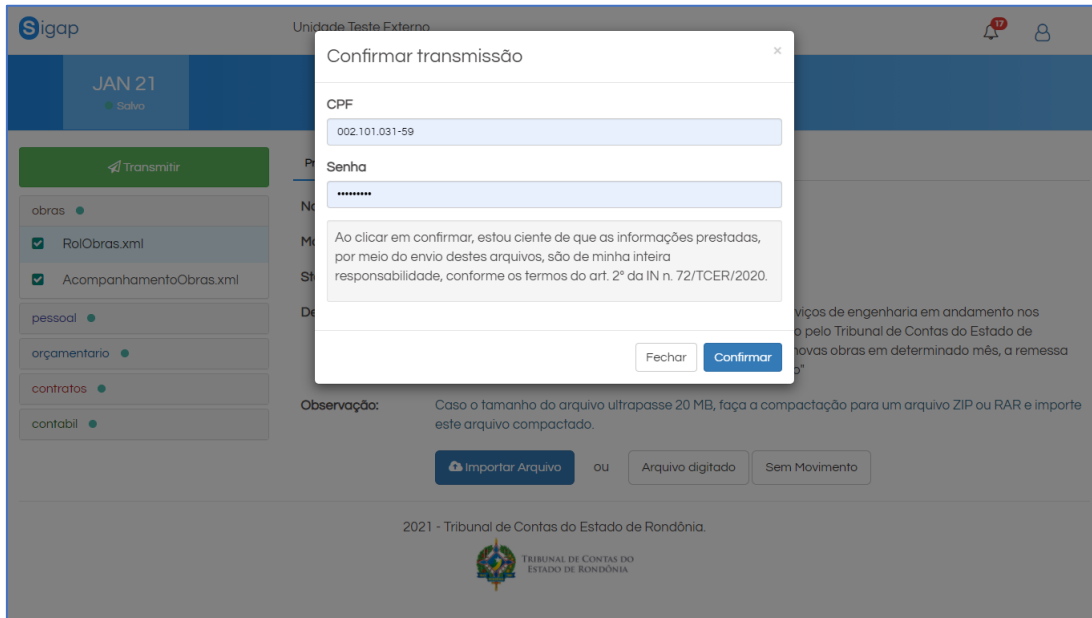 Sigap
Unidade Teste Externo
17
JAN 21
Salvo
Confirmar transmissão
×
CPF
002.101.031-59
Senha
•••••••••
Ao clicar em confirmar, estou ciente de que as informações prestadas,
por meio do envio destes arquivos, são de minha inteira
responsabilidade, conforme os termos do art. 2º da IN n. 72/TCER/2020.
Fechar
Confirmar
Transmitir
obras
RolObras.xml
AcompanhamentoObras.xml
pessoal
orçamentario
contratos
contabil
viços de engenharia em andamento nos
o pelo Tribunal de Contas do Estado de
novas obras em determinado mês, a remessa
Observação:
Caso o tamanho do arquivo ultrapasse 20 MB, faça a compactação para um arquivo ZIP ou RAR e importe
este arquivo compactado.
Importar Arquivo ou Arquivo digitado Sem Movimento
2021 - Tribunal de Contas do Estado de Rondônia.
TRIBUNAL DE CONTAS DO
ESTADO DE RONDÔNIA